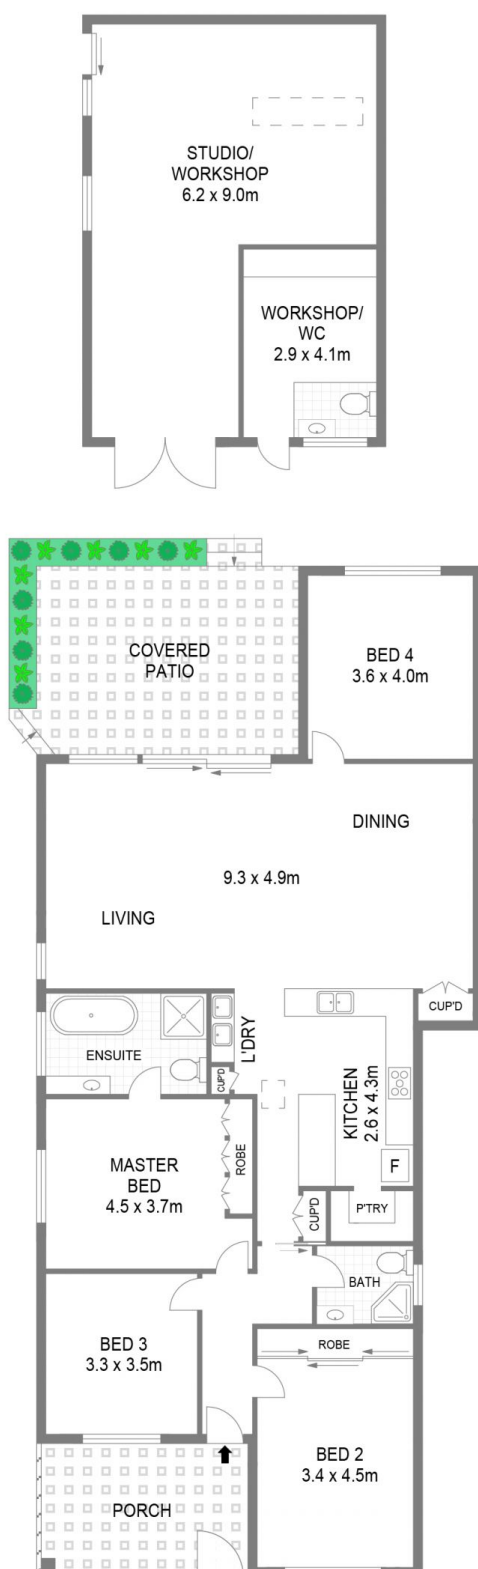 STUDIO/
WORKSHOP
6.2 x 9.0m
WORKSHOP/
WC
2.9 x 4.1m
COVERED
PATIO
BED 4
3.6 x 4.0m
DINING
9.3 x 4.9m
LIVING
CUP'D
ENSUITE
L'DRY
CUP'D
KITCHEN
2.6 x 4.3m
F
MASTER
BED
4.5 x 3.7m
ROBE
CUP'D
P'TRY
BATH
BED 3
3.3 x 3.5m
ROBE
BED 2
3.4 x 4.5m
PORCH